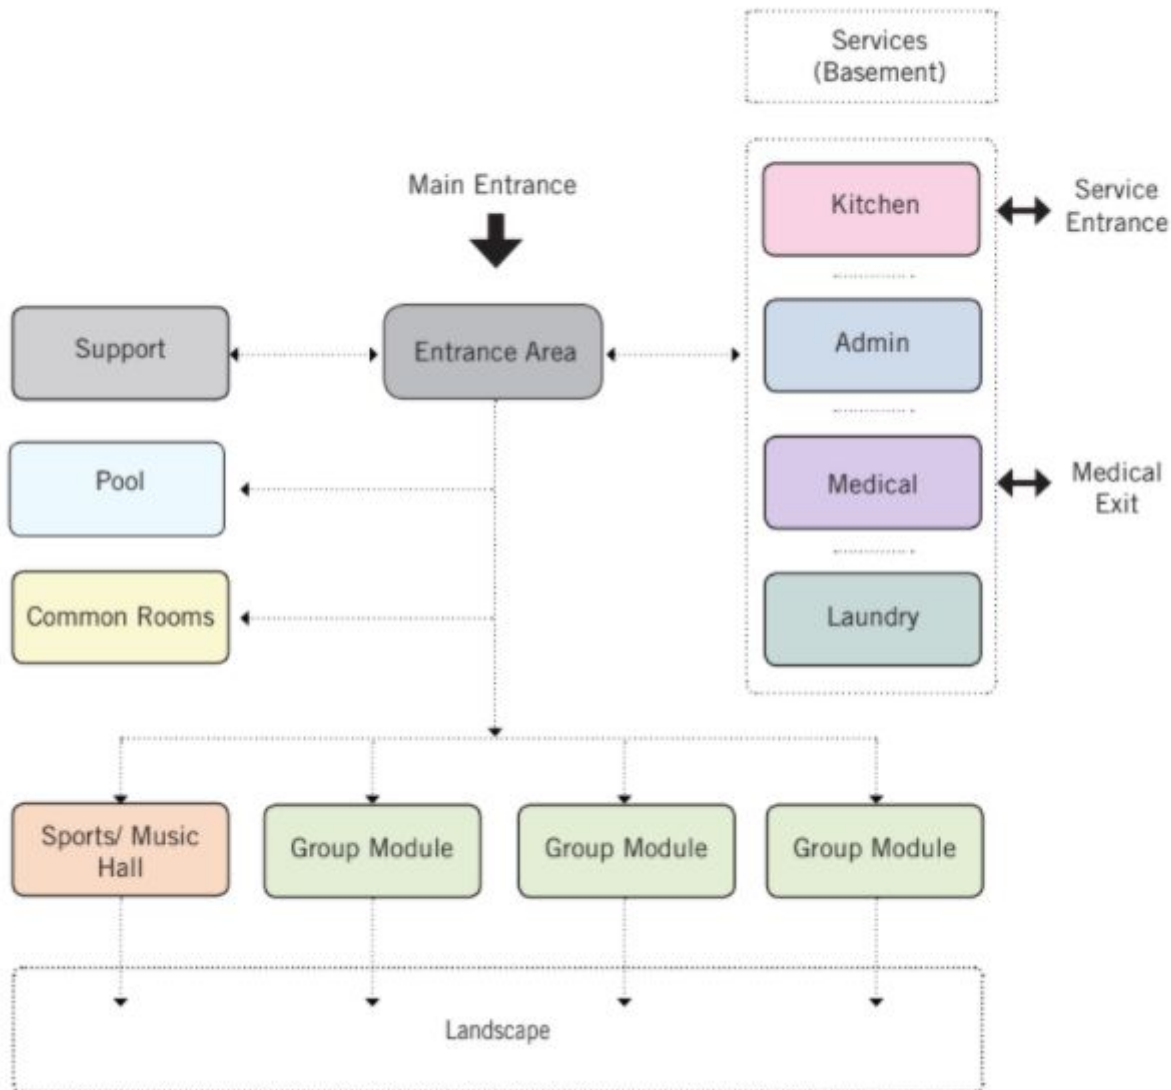 Services
(Basement)
Main Entrance
Kitchen
Service
Entrance
Support
Entrance Area
Admin
Pool
Medical
Medical
Exit
Common Rooms
Laundry
Sports/ Music
Hall
Group Module
Group Module
Group Module
Landscape